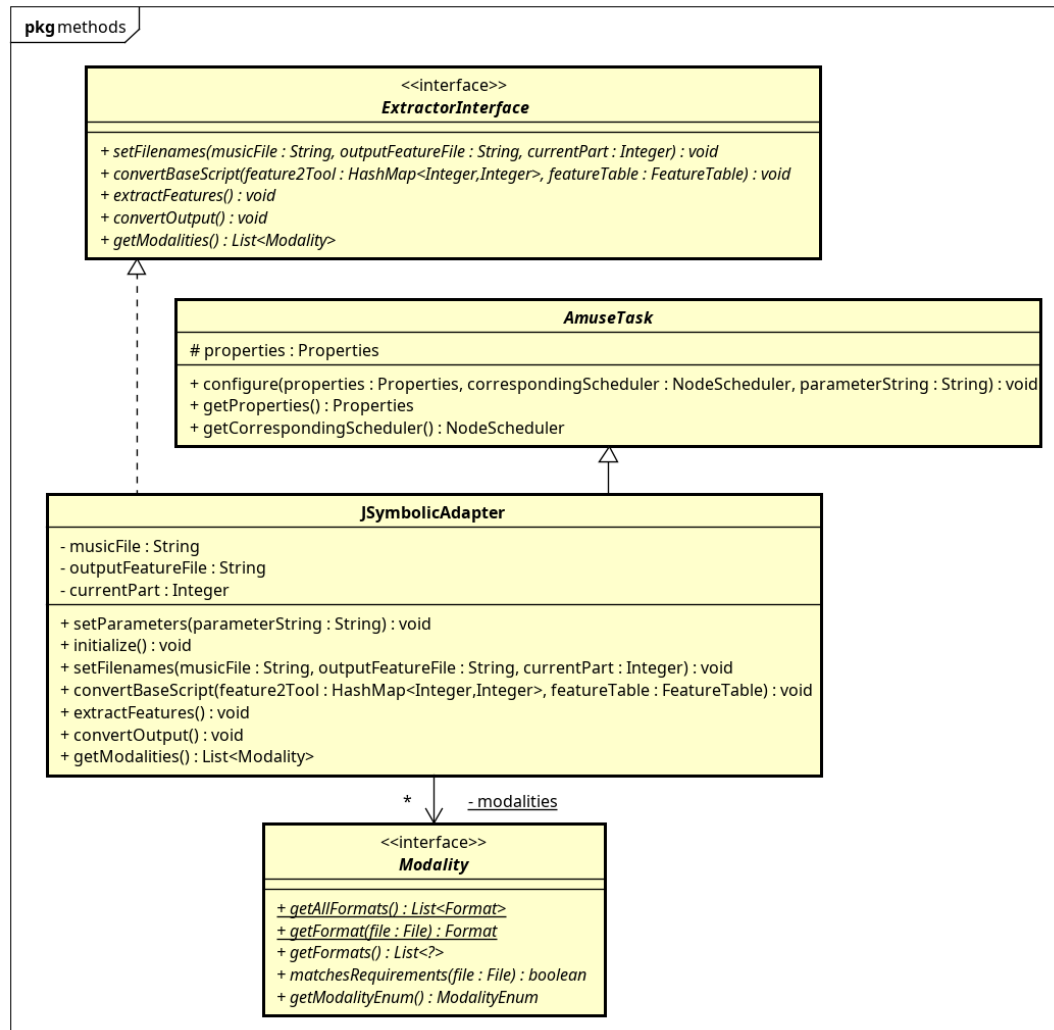 pkg methods
<<interface>>
ExtractorInterface
+ setFilenames(musicFile : String, outputFeatureFile : String, currentPart : Integer) : void
+ convertBaseScript(feature2Tool : HashMap<Integer,Integer>, featureTable : FeatureTable) : void
+ extractFeatures() : void
+ convertOutput() : void
+ getModalities() : List<Modality>
AmuseTask
# properties : Properties
+ configure(properties : Properties, correspondingScheduler : NodeScheduler, parameterString : String) : void
+ getProperties() : Properties
+ getCorrespondingScheduler() : NodeScheduler
JSymbolicAdapter
- musicFile : String
- outputFeatureFile : String
- currentPart : Integer
+ setParameters(parameterString : String) : void
+ initialize() : void
+ setFilenames(musicFile : String, outputFeatureFile : String, currentPart : Integer) : void
+ convertBaseScript(feature2Tool : HashMap<Integer,Integer>, featureTable : FeatureTable) : void
+ extractFeatures() : void
+ convertOutput() : void
+ getModalities() : List<Modality>
* - modalities
<<interface>>
Modality
+ getAllFormats() : List<Format>
+ getFormat(file : File) : Format
+ getFormats() : List<?>
+ matchesRequirements(file : File) : boolean
+ getModalityEnum() : ModalityEnum